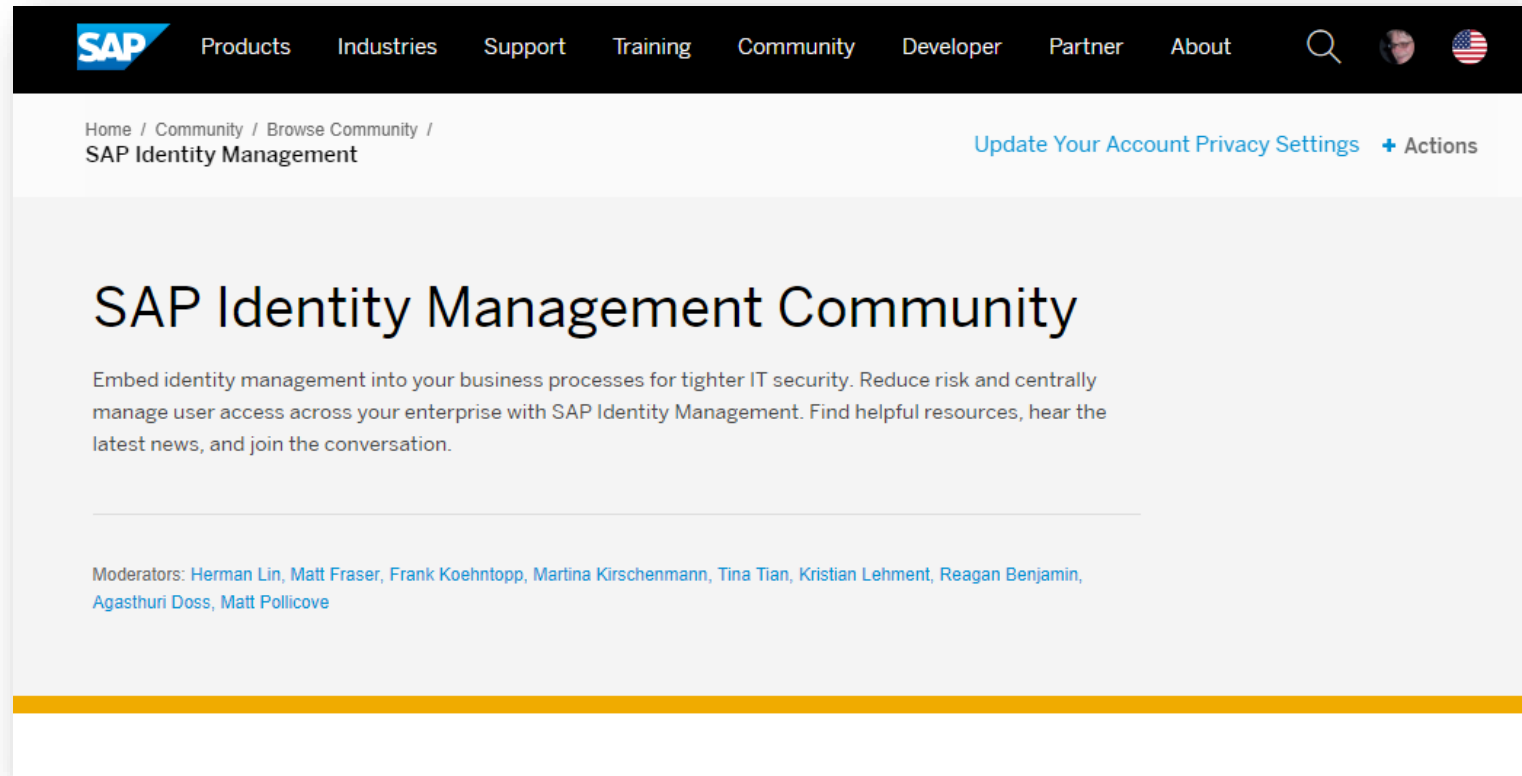 SAP Products Industries Support Training Community Developer Partner About
Home / Community / Browse Community /
SAP Identity Management
Update Your Account Privacy Settings + Actions
SAP Identity Management Community
Embed identity management into your business processes for tighter IT security. Reduce risk and centrally
manage user access across your enterprise with SAP Identity Management. Find helpful resources, hear the
latest news, and join the conversation.
Moderators: Herman Lin, Matt Fraser, Frank Koehntopp, Martina Kirschenmann, Tina Tian, Kristian Lehment, Reagan Benjamin,
Agasthuri Doss, Matt Pollicove